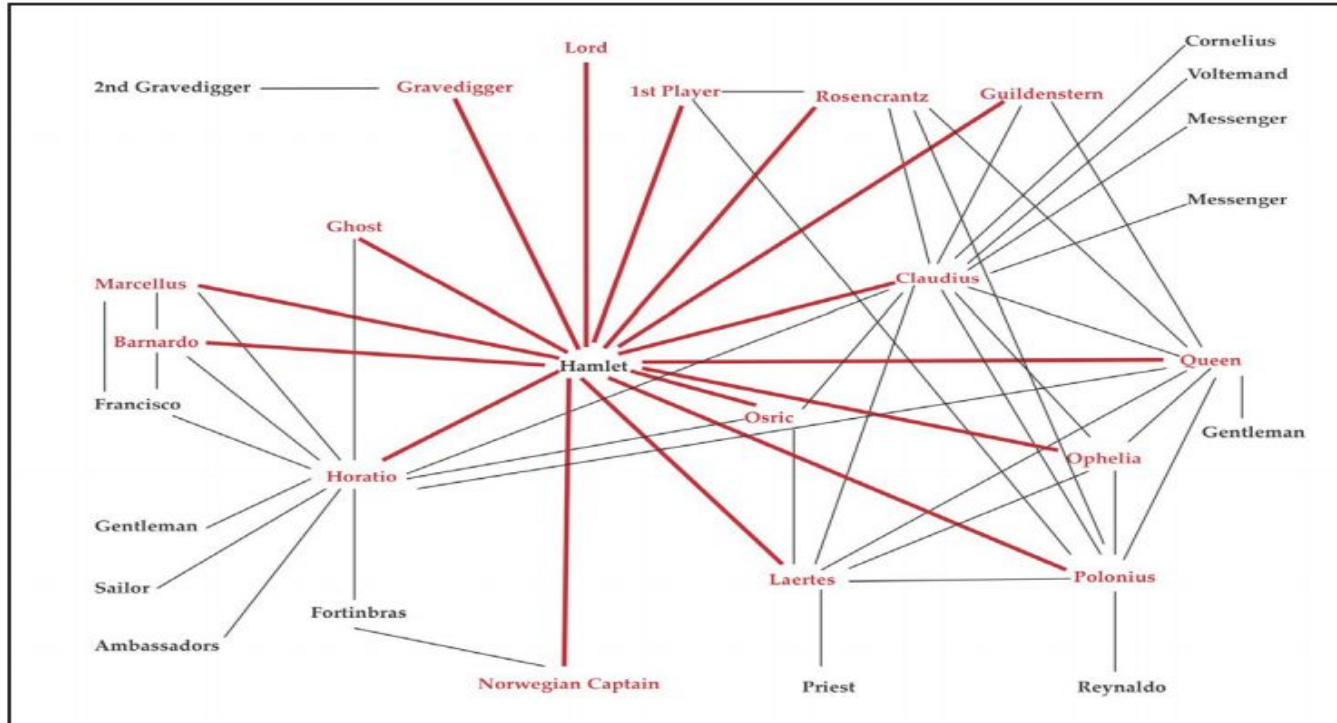 Lord
Cornelius
Voltemand
2nd Gravedigger
Gravedigger
1st Player
Rosencrantz
Guildenstern
Messenger
Messenger
Ghost
Marcellus
Claudius
Barnardo
Hamlet
Queen
Francisco
Osric
Gentleman
Ophelia
Horatio
Gentleman
Sailor
Laertes
Polonius
Fortinbras
Ambassadors
Norwegian Captain
Priest
Reynaldo